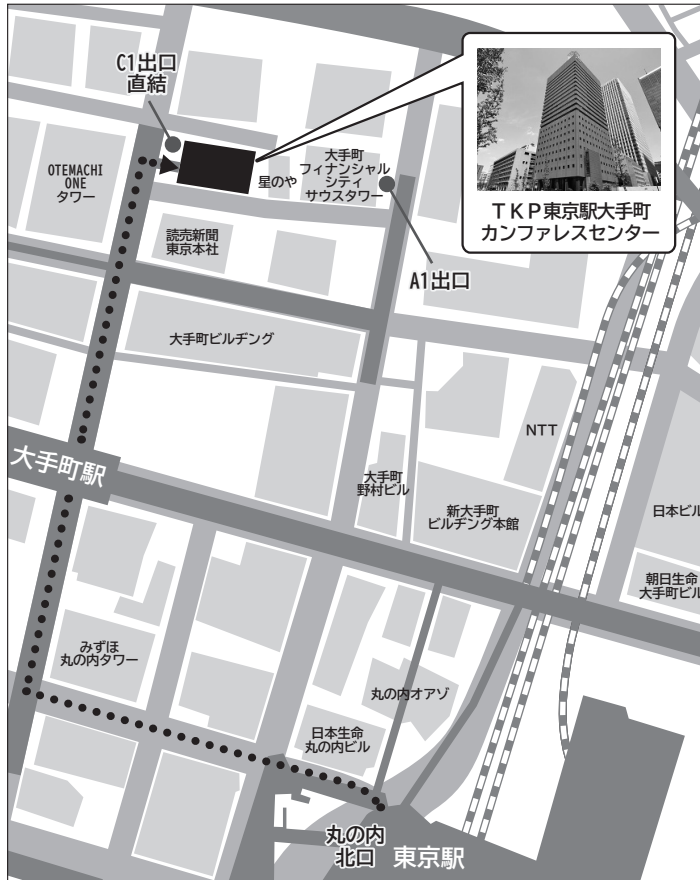 C1出口
直結
OTEMACHI
ONE
タワー
星のや
大手町
フィナンシャル
シティ
サウスタワー
TKP東京駅大手町
カンファレスセンター
読売新聞
東京本社
A1出口
大手町ビルヂング
NTT
大手町駅
大手町
野村ビル
新大手町
ビルヂング本館
日本ビル
朝日生命
大手町ビル
みずほ
丸の内タワー
丸の内オアゾ
日本生命
丸の内ビル
丸の内
北口
東京駅